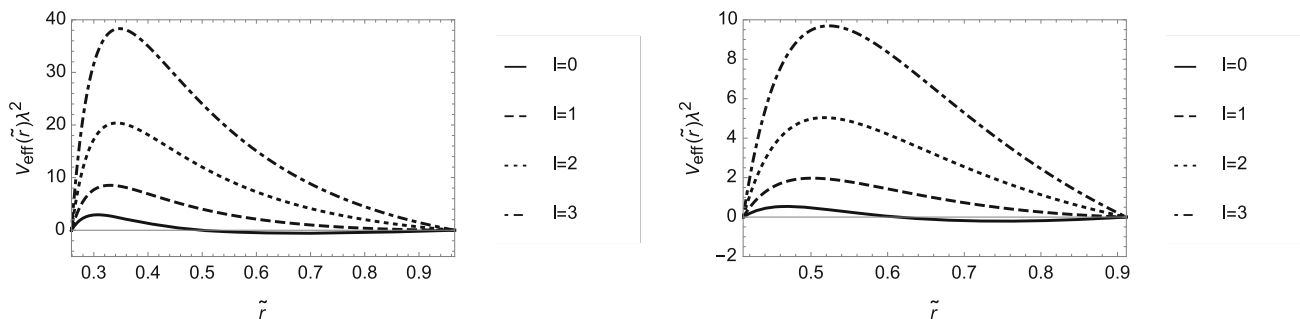 40
30
20
10
0
V_eff(r̃)λ²
0.3 0.4 0.5 0.6 0.7 0.8 0.9
r̃
l=0
l=1
l=2
l=3
10
8
6
4
2
0
−2
V_eff(r̃)λ²
0.5 0.6 0.7 0.8 0.9
r̃
l=0
l=1
l=2
l=3